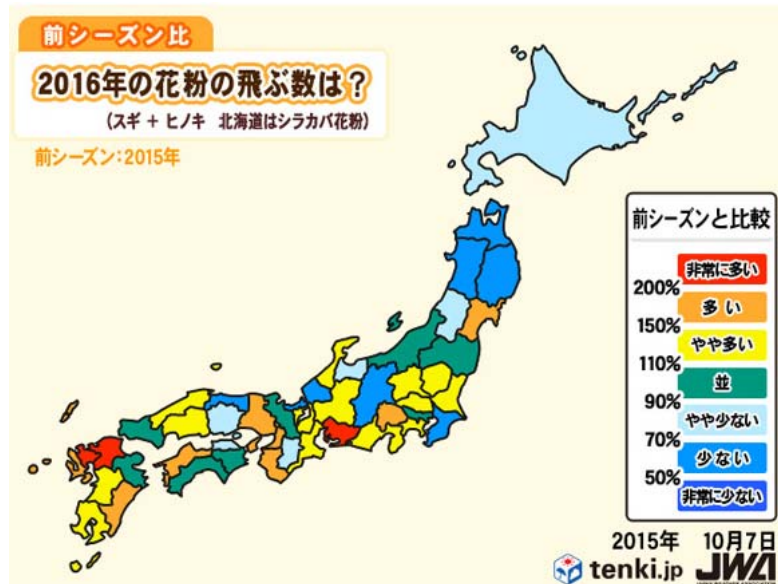 前シーズン比
2016年の花粉の飛ぶ数は？
(スギ + ヒノキ 北海道はシラカバ花粉)
前シーズン:2015年
前シーズンと比較
非常に多い
200%
多い
150%
やや多い
110%
並
90%
やや少ない
70%
少ない
50%
非常に少ない
2015年 10月7日
tenki.jp JWA